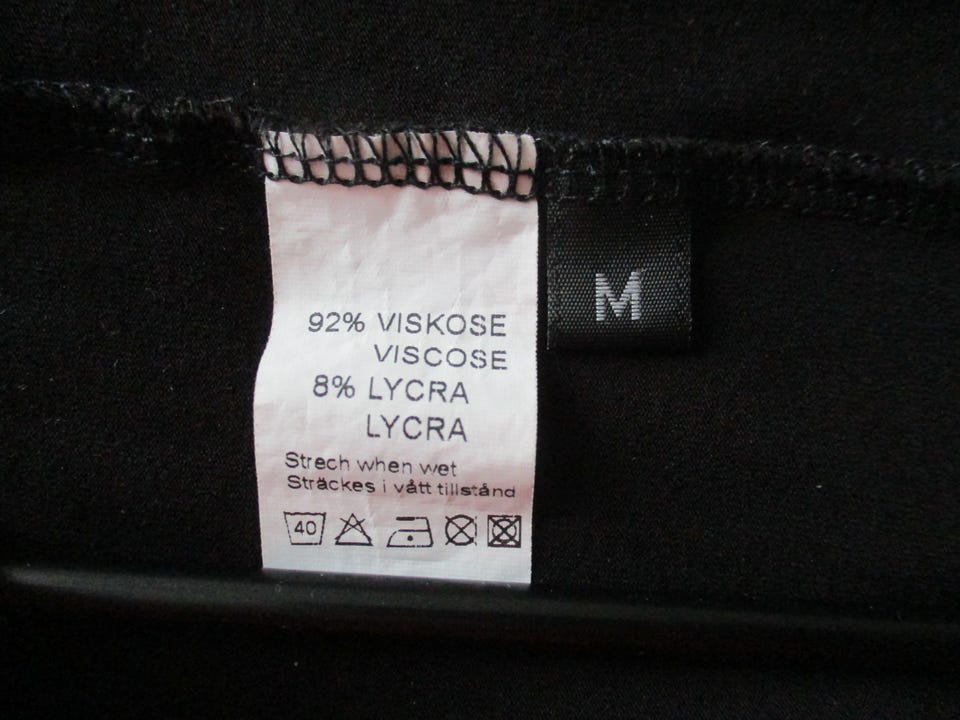 92% VISKOSE
VISCOSE
8% LYCRA
LYCRA
Strech when wet
Sträckes i vått tillstånd
40
M